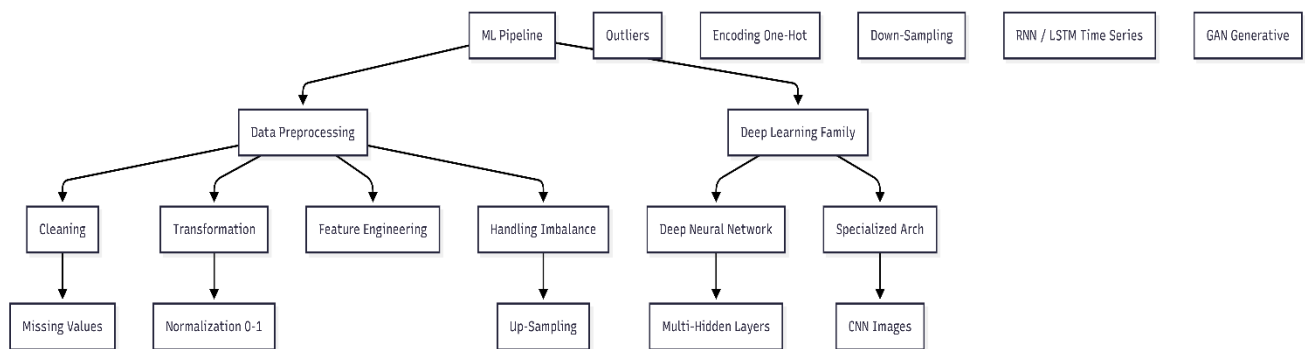 ML Pipeline
Outliers
Encoding One-Hot
Down-Sampling
RNN / LSTM Time Series
GAN Generative
Data Preprocessing
Deep Learning Family
Cleaning
Transformation
Feature Engineering
Handling Imbalance
Deep Neural Network
Specialized Arch
Missing Values
Normalization 0-1
Up-Sampling
Multi-Hidden Layers
CNN Images